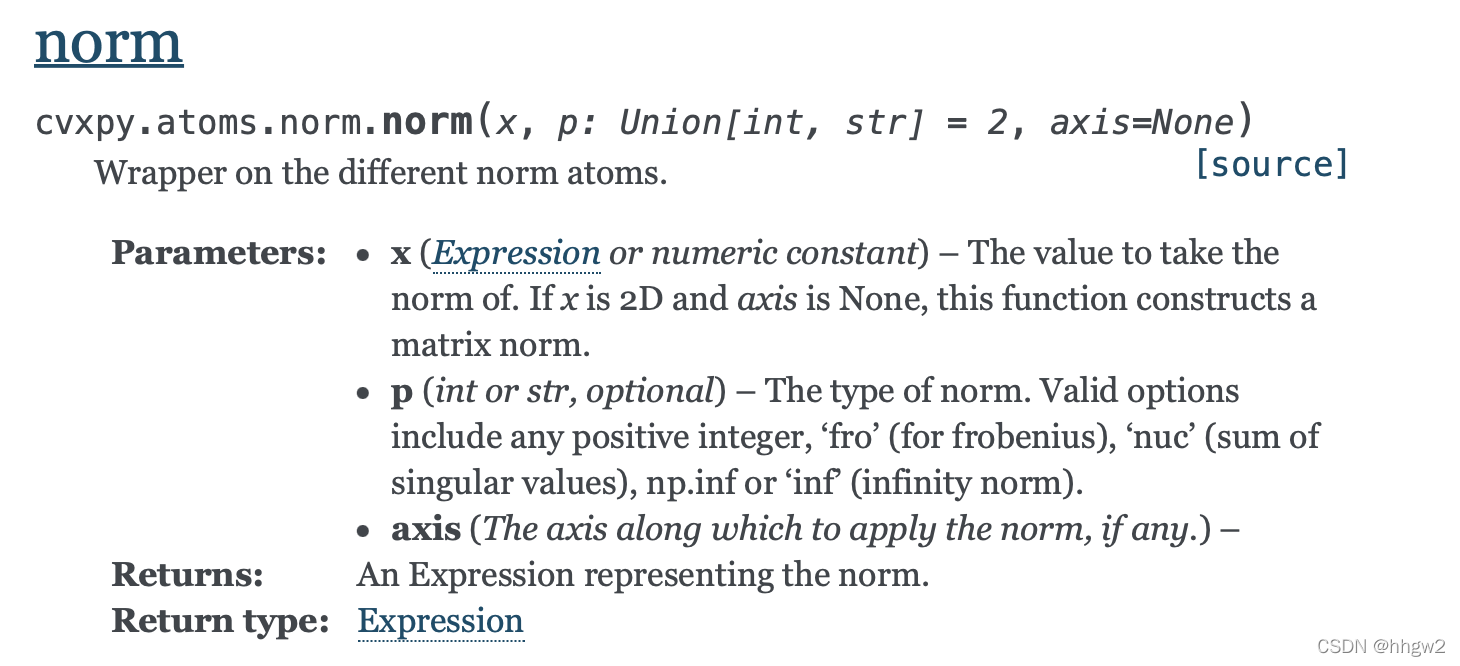 norm
cvxpy.atoms.norm.norm(x, p: Union[int, str] = 2, axis=None)
[source]
Wrapper on the different norm atoms.
Parameters: • x (Expression or numeric constant) – The value to take the
norm of. If x is 2D and axis is None, this function constructs a
matrix norm.
• p (int or str, optional) – The type of norm. Valid options
include any positive integer, ‘fro’ (for frobenius), ‘nuc’ (sum of
singular values), np.inf or ‘inf’ (infinity norm).
• axis (The axis along which to apply the norm, if any.) –
Returns: An Expression representing the norm.
Return type: Expression
CSDN @hhgw2